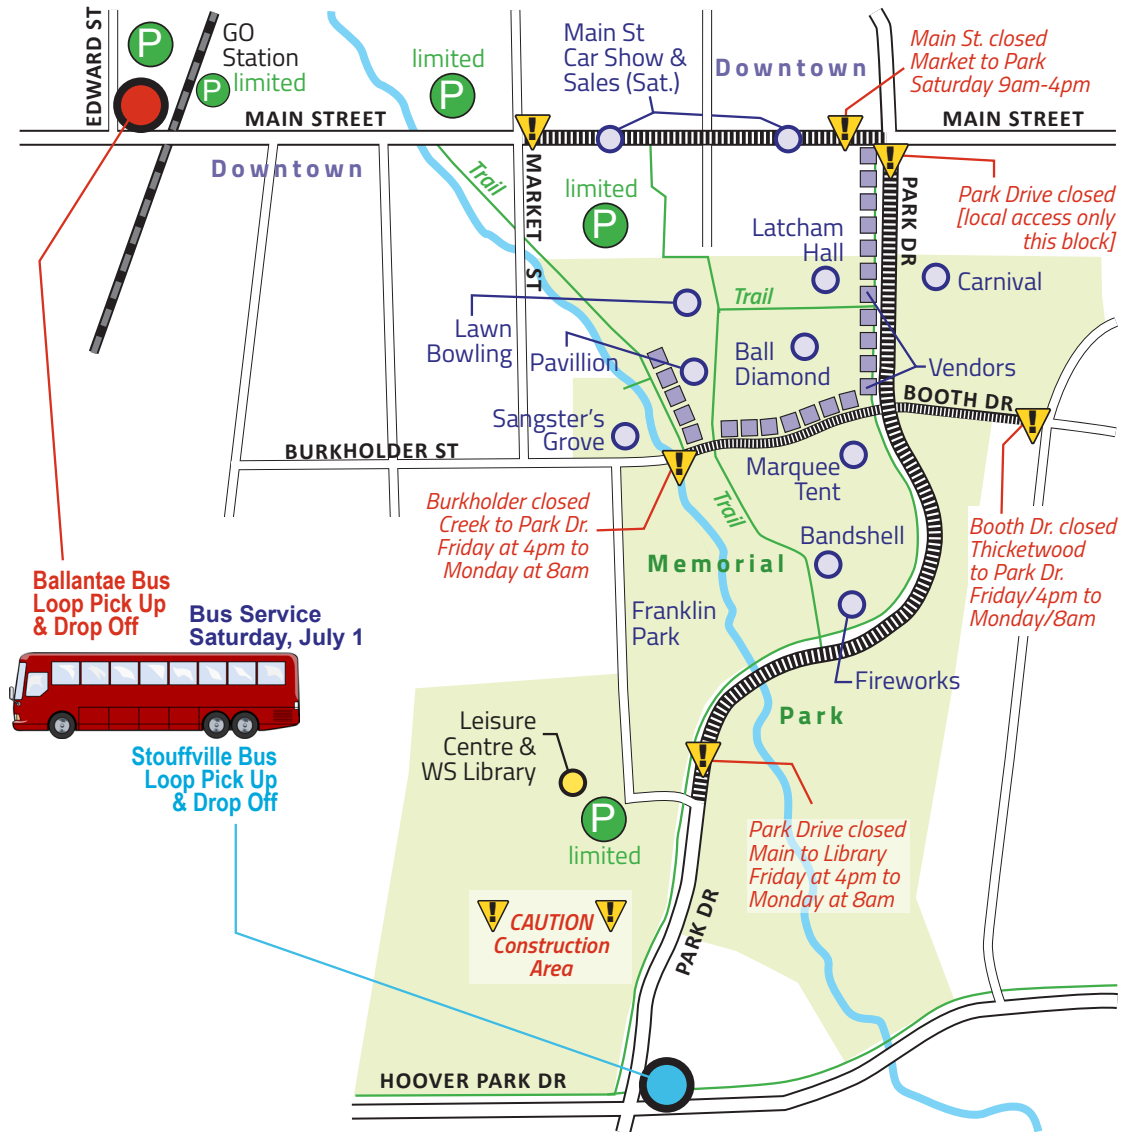 EDWARD ST
P
GO
Station
P limited
limited
P
Main St
Car Show &
Sales (Sat.)
Downtown
Main St. closed
Market to Park
Saturday 9am-4pm
MAIN STREET
MAIN STREET
Downtown
Trail
MARKET ST
limited
P
PARK DR
Park Drive closed
[local access only
this block]
Latcham
Hall
Carnival
Trail
Lawn
Bowling
Pavillion
Ball
Diamond
Vendors
BOOTH DR
Sangster's
Grove
BURKHOLDER ST
Marquee
Tent
Burkholder closed
Creek to Park Dr.
Friday at 4pm to
Monday at 8am
Trail
Bandshell
Booth Dr. closed
Thicketwood
to Park Dr.
Friday/4pm to
Monday/8am
Memorial
Ballantae Bus
Loop Pick Up
& Drop Off
Bus Service
Saturday, July 1
Franklin
Park
Fireworks
Park
Leisure
Centre &
WS Library
Stouffville Bus
Loop Pick Up
& Drop Off
P
limited
Park Drive closed
Main to Library
Friday at 4pm to
Monday at 8am
CAUTION
Construction
Area
PARK DR
HOOVER PARK DR